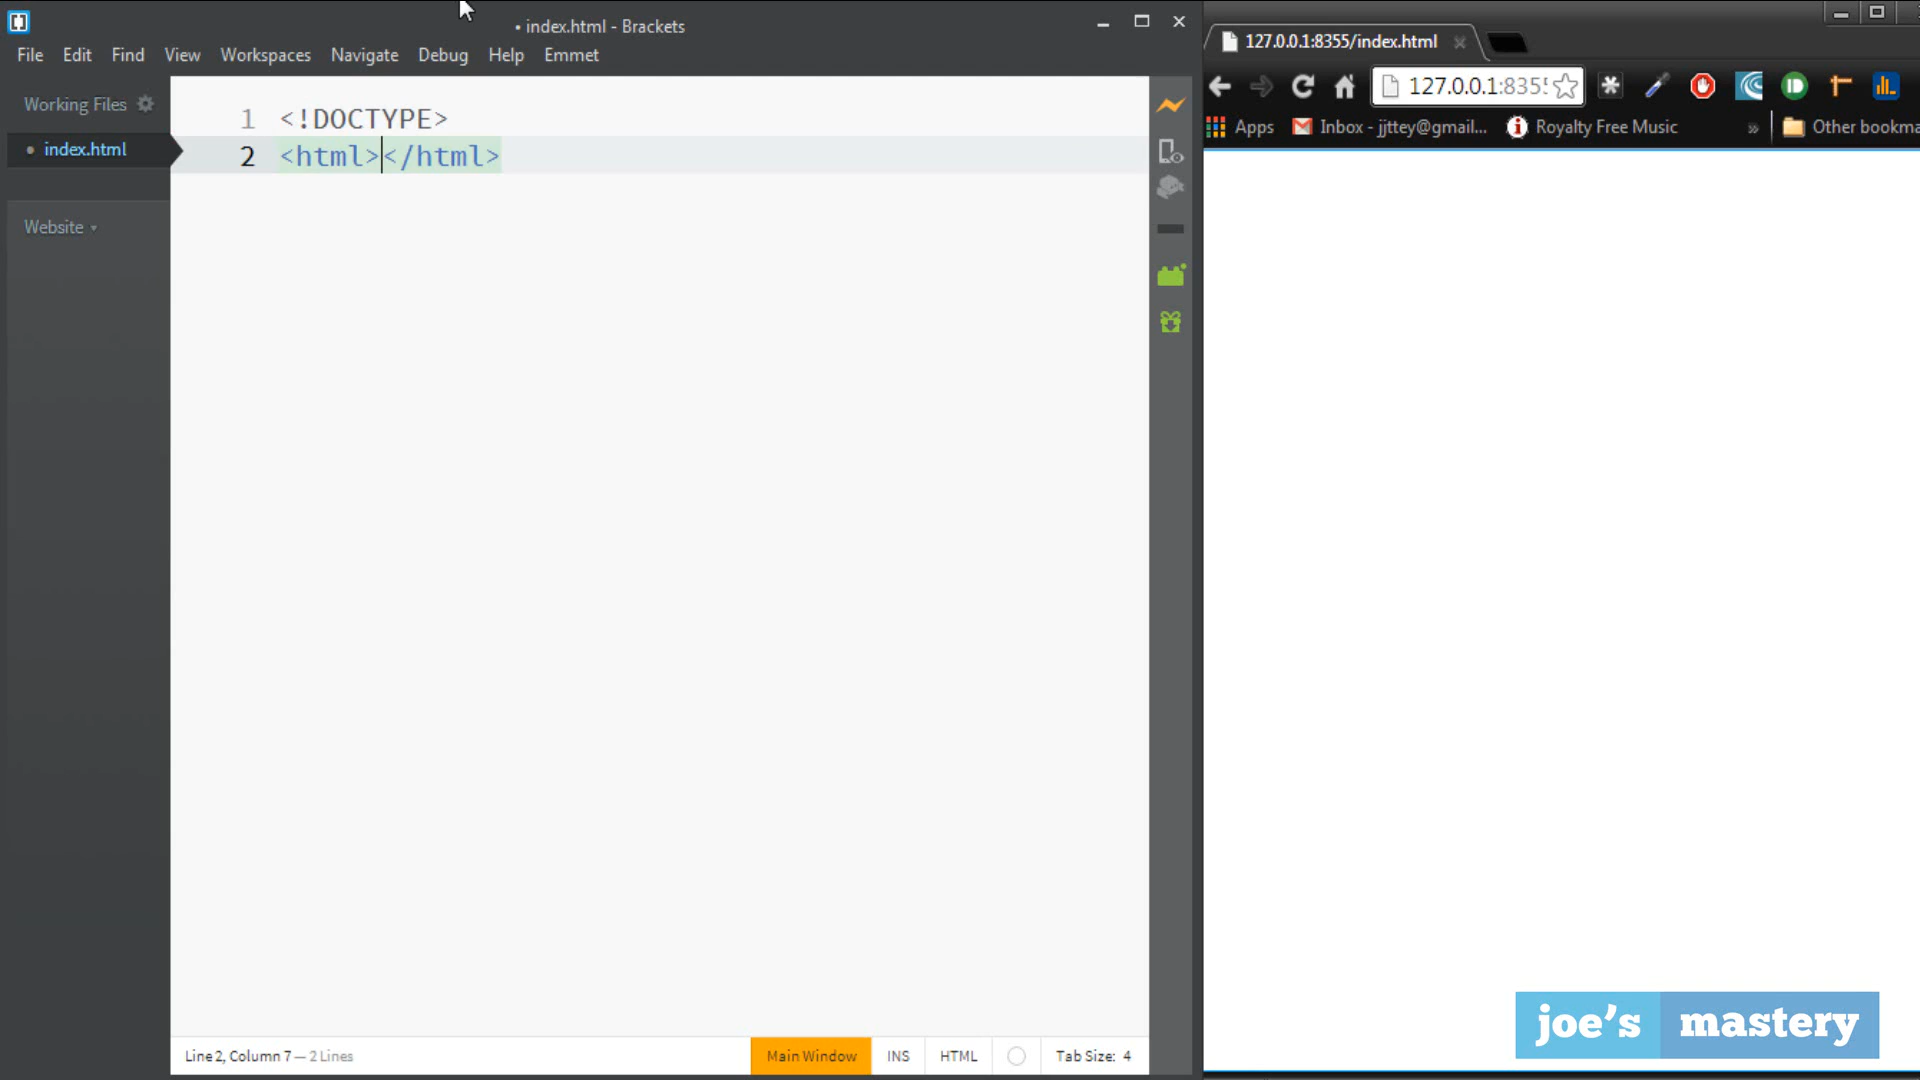 • index.html - Brackets
File Edit Find View Workspaces Navigate Debug Help Emmet
Working Files
• index.html
Website
1 <!DOCTYPE>
2 <html></html>
Line 2, Column 7 — 2 Lines
Main Window INS HTML Tab Size: 4
127.0.0.1:8355/index.html
127.0.0.1:8355
Apps Inbox - jjttey@gmail... Royalty Free Music » Other bookma
joe's mastery